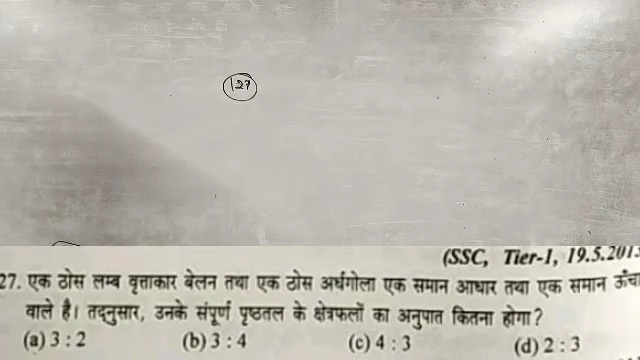 127
(SSC, Tier-1, 19.5.2013
27. एक ठोस लम्ब वृत्ताकार बेलन तथा एक ठोस अर्धगोला एक समान आधार तथा एक समान ऊँचा
वाले है। तद्नुसार, उनके संपूर्ण पृष्ठतल के क्षेत्रफलों का अनुपात कितना होगा?
(a) 3 : 2 (b) 3 : 4 (c) 4 : 3 (d) 2 : 3